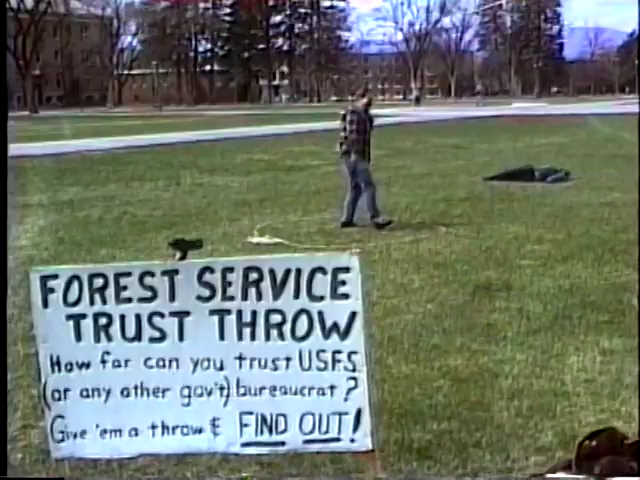 FOREST SERVICE
TRUST THROW
How far can you trust USFS
(or any other gov't) bureaucrat?
Give 'em a throw & FIND OUT!